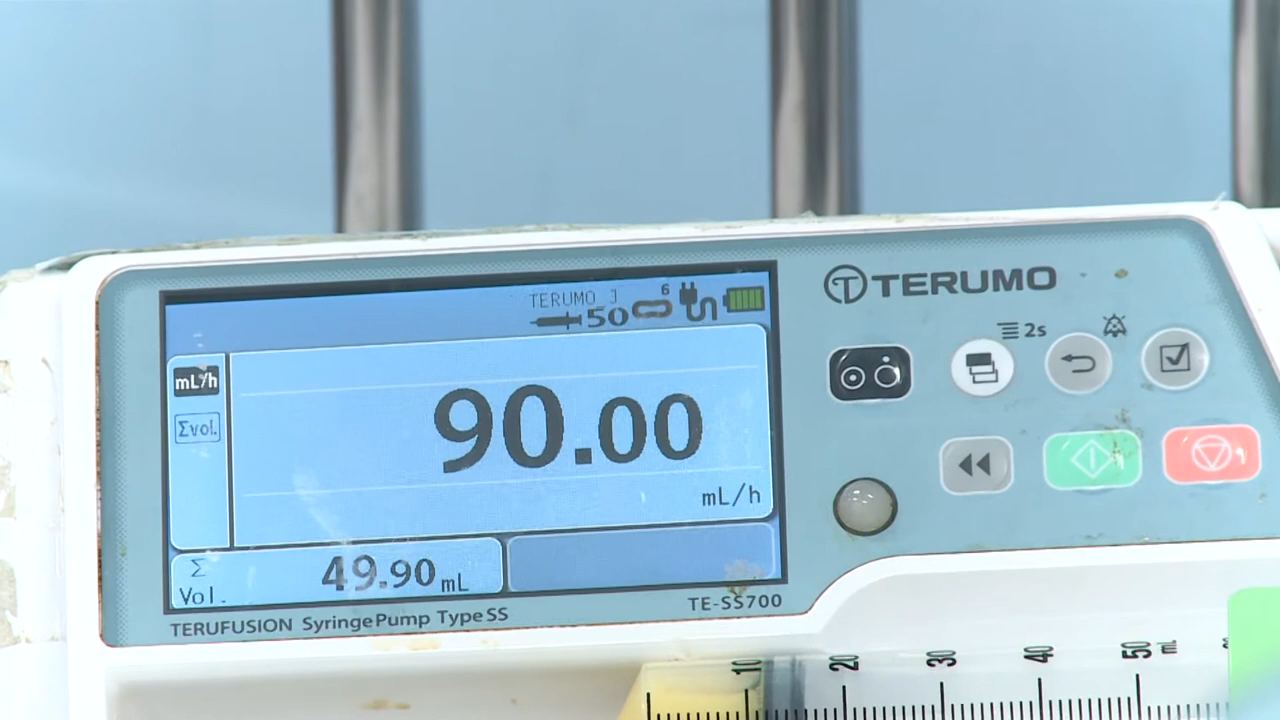 TERUMO J
50
6
mL/h
Σvol.
90.00
mL/h
Σ
Vol.
49.90 mL
TERUFUSION Syringe Pump Type SS
TE-SS700
TERUMO
2s
10 20 30 40 50 mL